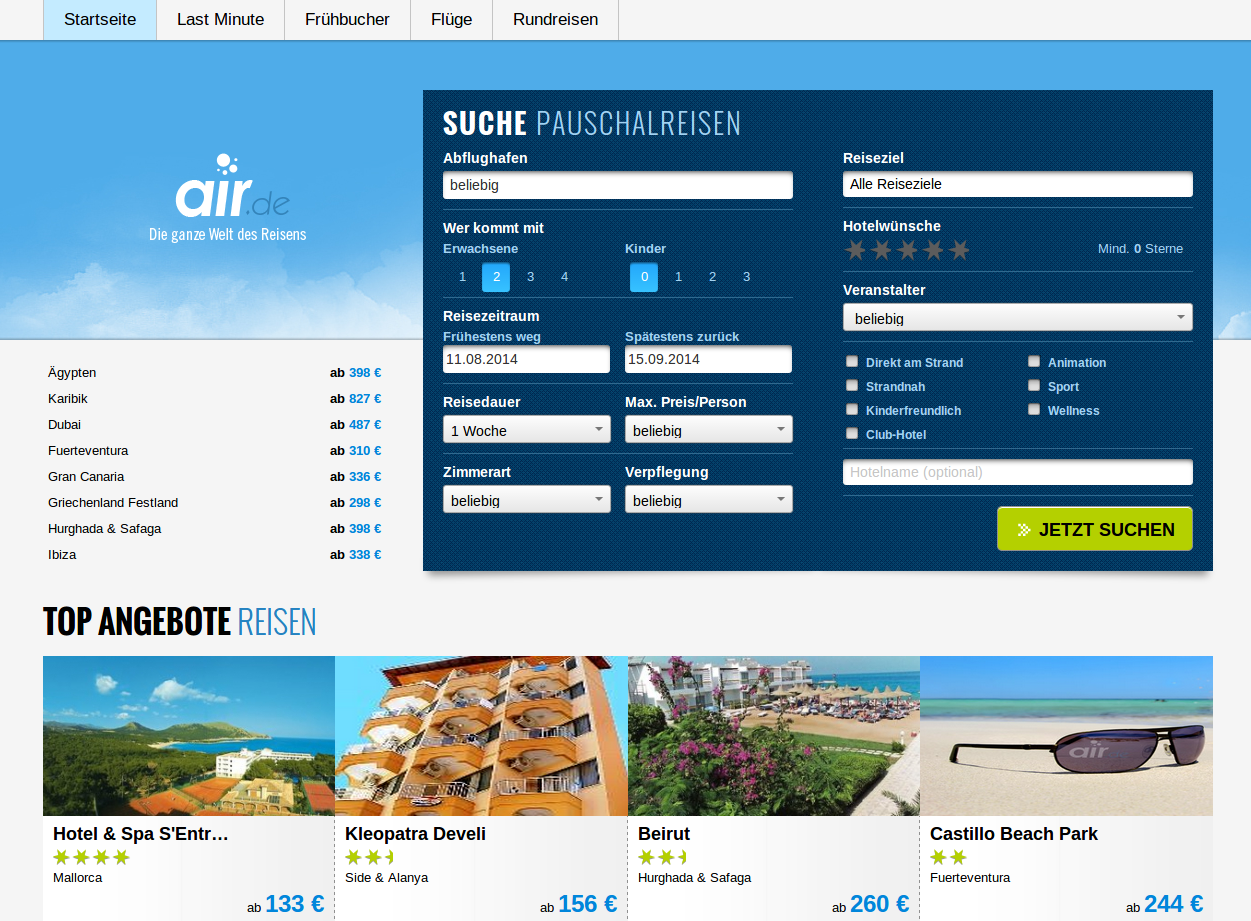 Startseite
Last Minute
Frühbucher
Flüge
Rundreisen
air.de
Die ganze Welt des Reisens
SUCHE PAUSCHALREISEN
Abflughafen
beliebig
Wer kommt mit
Erwachsene
Kinder
1 2 3 4
0 1 2 3
Reisezeitraum
Frühestens weg
Spätestens zurück
11.08.2014
15.09.2014
Reisedauer
Max. Preis/Person
1 Woche
beliebig
Zimmerart
Verpflegung
beliebig
beliebig
Reiseziel
Alle Reiseziele
Hotelwünsche
Mind. 0 Sterne
Veranstalter
beliebig
Direkt am Strand
Animation
Strandnah
Sport
Kinderfreundlich
Wellness
Club-Hotel
Hotelname (optional)
JETZT SUCHEN
Ägypten ab 398 €
Karibik ab 827 €
Dubai ab 487 €
Fuerteventura ab 310 €
Gran Canaria ab 336 €
Griechenland Festland ab 298 €
Hurghada & Safaga ab 398 €
Ibiza ab 338 €
TOP ANGEBOTE REISEN
Hotel & Spa S'Entr…
Mallorca
ab 133 €
Kleopatra Develi
Side & Alanya
ab 156 €
Beirut
Hurghada & Safaga
ab 260 €
air
Castillo Beach Park
Fuerteventura
ab 244 €